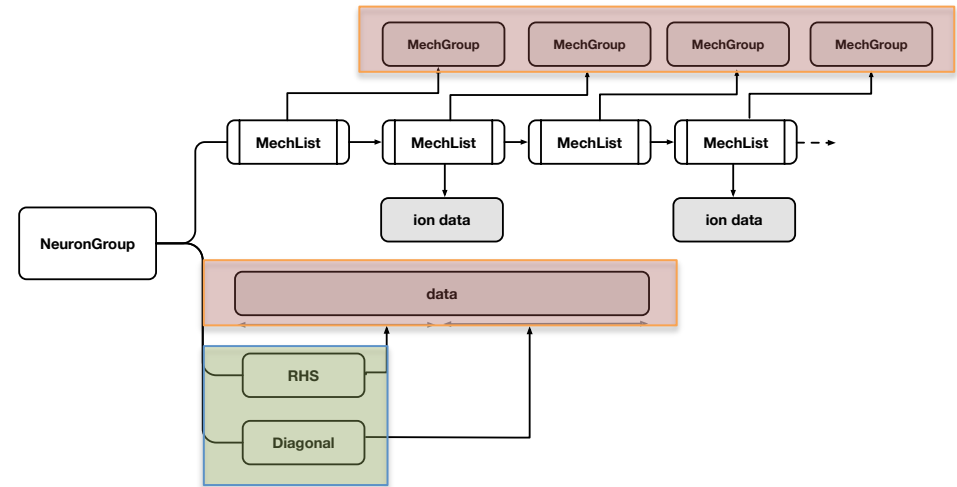 MechGroup MechGroup MechGroup MechGroup
MechList MechList MechList MechList
ion data ion data
NeuronGroup
data
RHS
Diagonal